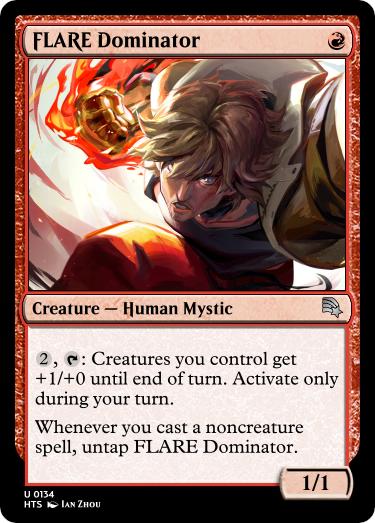 FLARE Dominator
Creature — Human Mystic
2, : Creatures you control get
+1/+0 until end of turn. Activate only
during your turn.
Whenever you cast a noncreature
spell, untap FLARE Dominator.
1/1
U 0134
HTS Ian Zhou